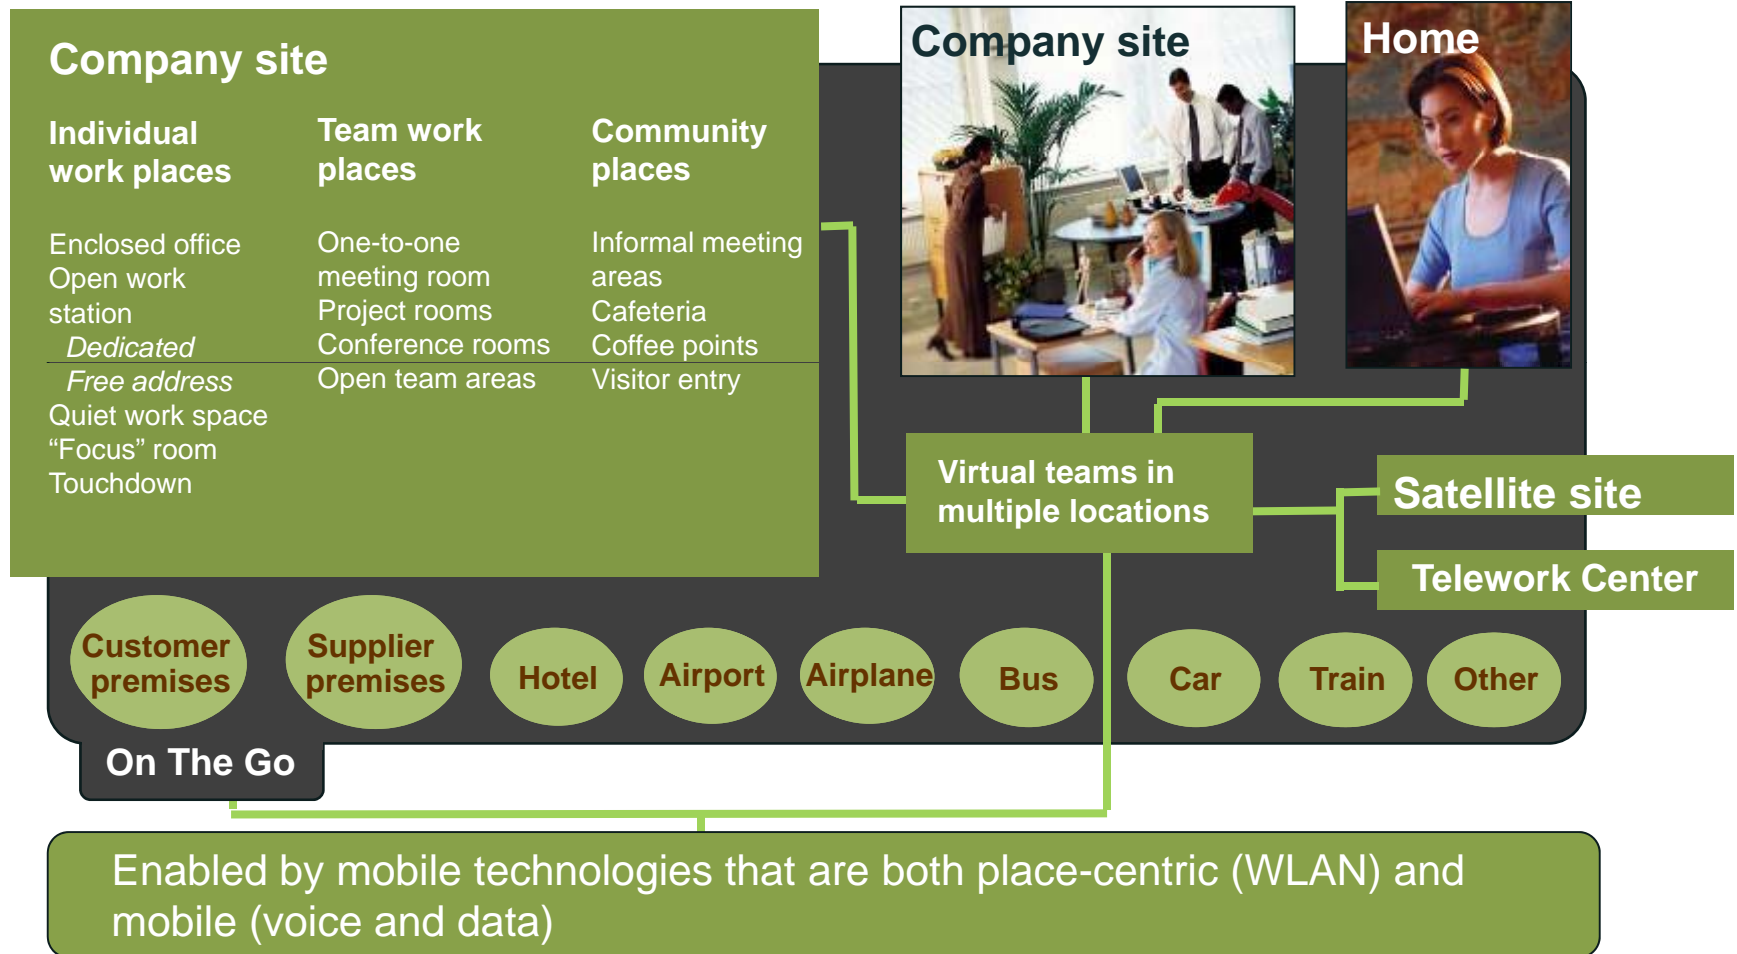 Company site
Individual
work places
Enclosed office
Open work
station
Dedicated
Free address
Quiet work space
“Focus” room
Touchdown
Team work
places
One-to-one
meeting room
Project rooms
Conference rooms
Open team areas
Community
places
Informal meeting
areas
Cafeteria
Coffee points
Visitor entry
Company site
Home
Virtual teams in
multiple locations
Satellite site
Telework Center
Customer
premises
Supplier
premises
Hotel
Airport
Airplane
Bus
Car
Train
Other
On The Go
Enabled by mobile technologies that are both place-centric (WLAN) and
mobile (voice and data)